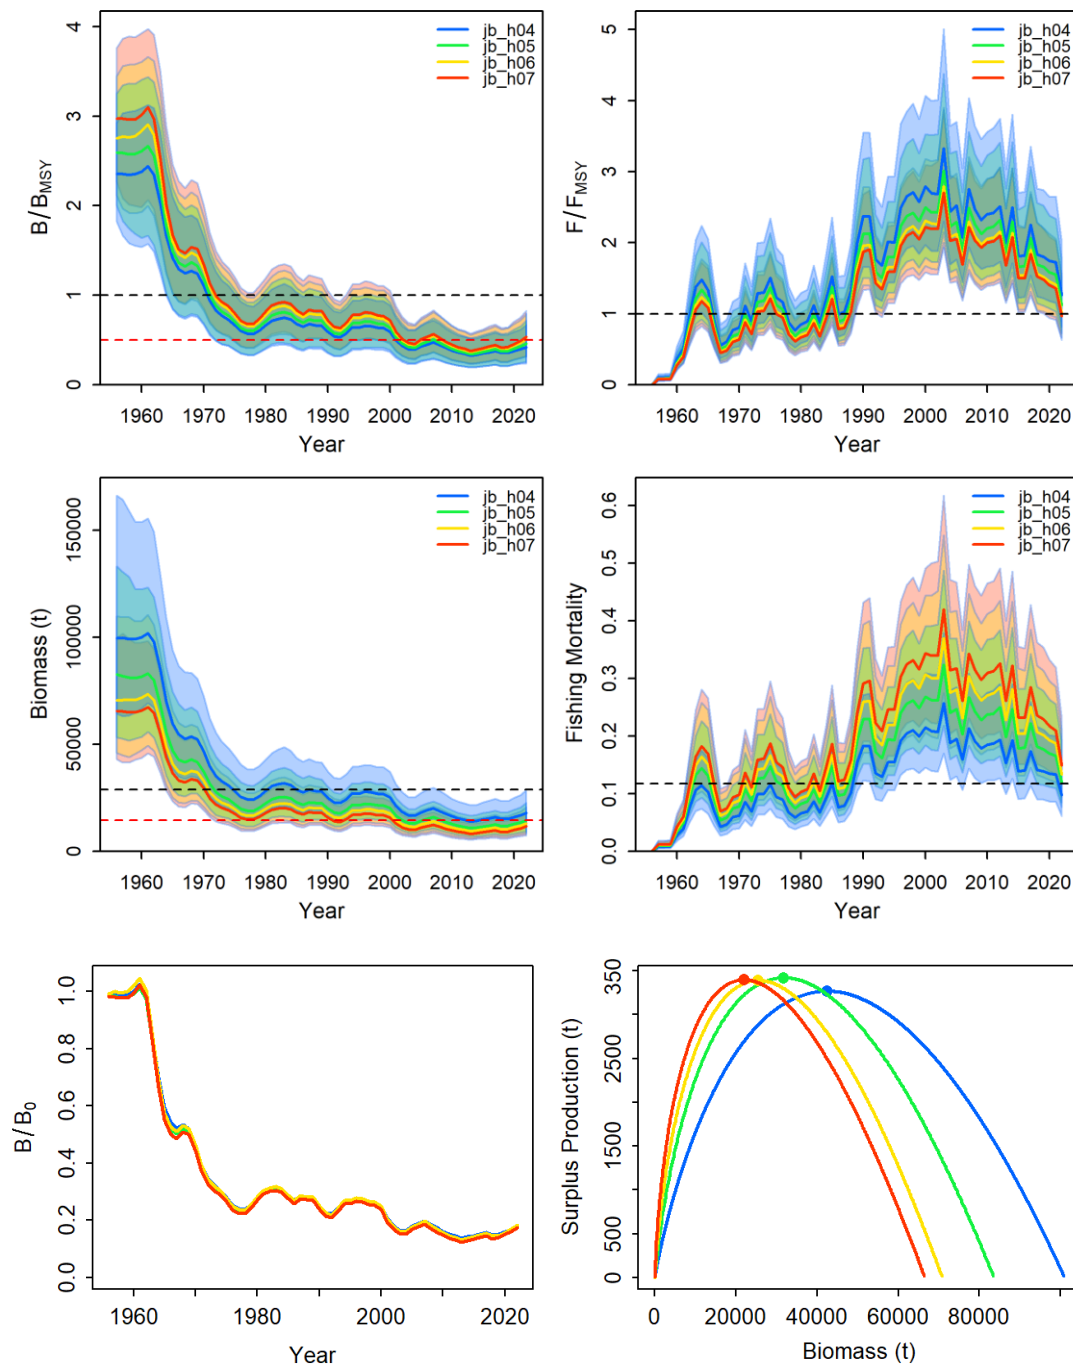 B/B_MSY
0 1 2 3 4
1960 1970 1980 1990 2000 2010 2020
Year
jb_h04
jb_h05
jb_h06
jb_h07
F/F_MSY
0 1 2 3 4 5
1960 1970 1980 1990 2000 2010 2020
Year
jb_h04
jb_h05
jb_h06
jb_h07
Biomass (t)
0 50000 100000 150000
1960 1970 1980 1990 2000 2010 2020
Year
jb_h04
jb_h05
jb_h06
jb_h07
Fishing Mortality
0.0 0.1 0.2 0.3 0.4 0.5 0.6
1960 1970 1980 1990 2000 2010 2020
Year
jb_h04
jb_h05
jb_h06
jb_h07
B/B_0
0.0 0.2 0.4 0.6 0.8 1.0
1960 1980 2000 2020
Year
Surplus Production (t)
0 500 1500 2500 3500
0 20000 40000 60000 80000
Biomass (t)